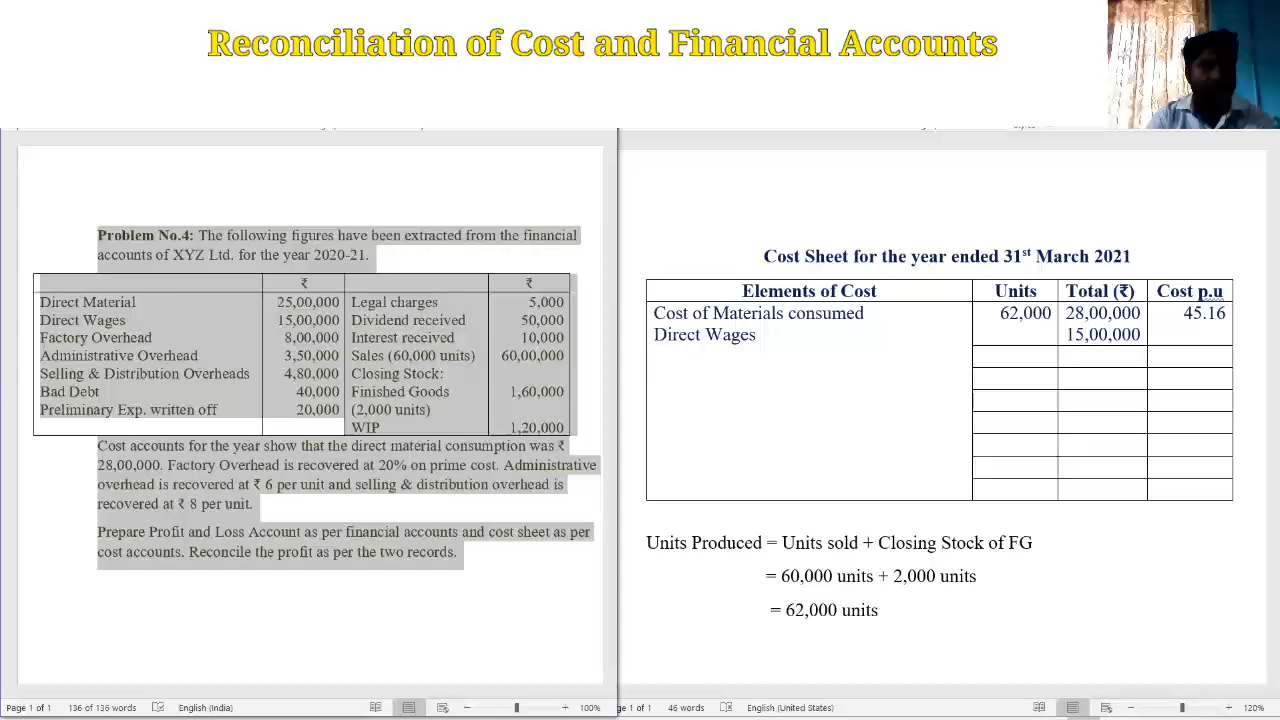 Reconciliation of Cost and Financial Accounts
Problem No.4: The following figures have been extracted from the financial
accounts of XYZ Ltd. for the year 2020-21.
₹ ₹
Direct Material 25,00,000 Legal charges 5,000
Direct Wages 15,00,000 Dividend received 50,000
Factory Overhead 8,00,000 Interest received 10,000
Administrative Overhead 3,50,000 Sales (60,000 units) 60,00,000
Selling & Distribution Overheads 4,80,000 Closing Stock:
Bad Debt 40,000 Finished Goods 1,60,000
Preliminary Exp. written off 20,000 (2,000 units)
WIP 1,20,000
Cost accounts for the year show that the direct material consumption was ₹
28,00,000. Factory Overhead is recovered at 20% on prime cost. Administrative
overhead is recovered at ₹ 6 per unit and selling & distribution overhead is
recovered at ₹ 8 per unit.
Prepare Profit and Loss Account as per financial accounts and cost sheet as per
cost accounts. Reconcile the profit as per the two records.
Page 1 of 1 136 of 136 words English (India) 100%
Cost Sheet for the year ended 31st March 2021
Elements of Cost Units Total (₹) Cost p.u
Cost of Materials consumed 62,000 28,00,000 45.16
Direct Wages 15,00,000
Units Produced = Units sold + Closing Stock of FG
= 60,000 units + 2,000 units
= 62,000 units
1 of 1 46 words English (United States) 120%